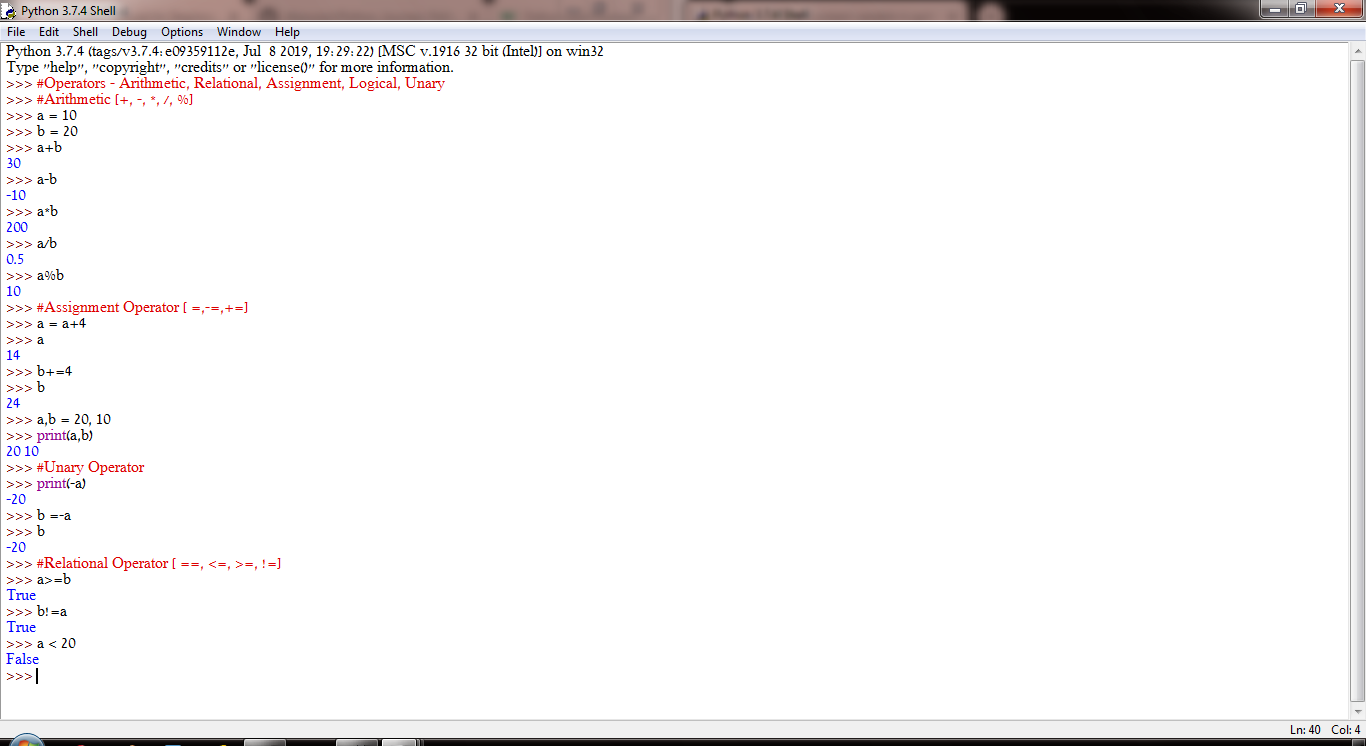 Python 3.7.4 Shell
File Edit Shell Debug Options Window Help
Python 3.7.4 (tags/v3.7.4:e09359112e, Jul  8 2019, 19:29:22) [MSC v.1916 32 bit (Intel)] on win32
Type "help", "copyright", "credits" or "license()" for more information.
>>> #Operators - Arithmetic, Relational, Assignment, Logical, Unary
>>> #Arithmetic [+, -, *, /, %]
>>> a = 10
>>> b = 20
>>> a+b
30
>>> a-b
-10
>>> a*b
200
>>> a/b
0.5
>>> a%b
10
>>> #Assignment Operator [ =,-=,+=]
>>> a = a+4
>>> a
14
>>> b+=4
>>> b
24
>>> a,b = 20, 10
>>> print(a,b)
20 10
>>> #Unary Operator
>>> print(-a)
-20
>>> b =-a
>>> b
-20
>>> #Relational Operator [ ==, <=, >=, !=]
>>> a>=b
True
>>> b!=a
True
>>> a < 20
False
>>>
Ln: 40 Col: 4